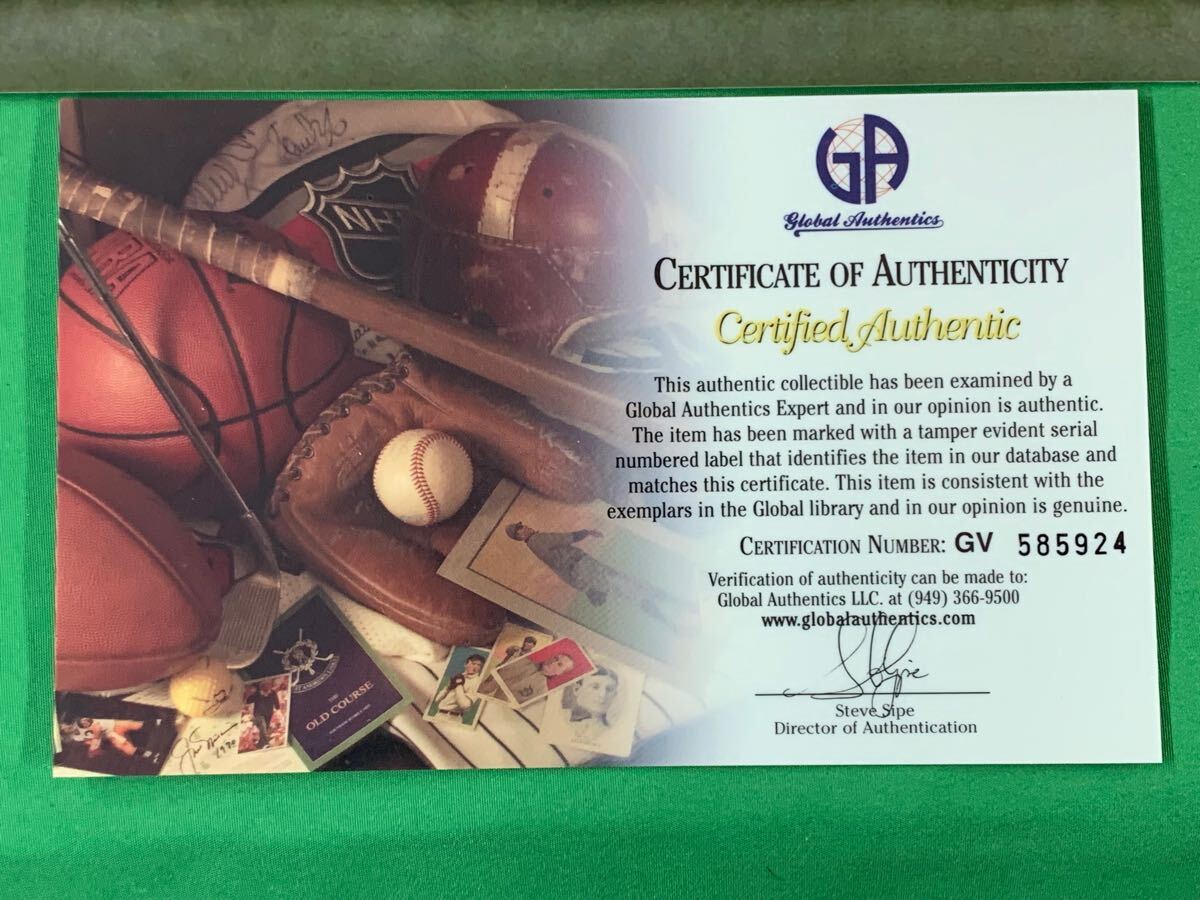 NH
GA
Global Authentics
CERTIFICATE OF AUTHENTICITY
Certified Authentic
This authentic collectible has been examined by a
Global Authentics Expert and in our opinion is authentic.
The item has been marked with a tamper evident serial
numbered label that identifies the item in our database and
matches this certificate. This item is consistent with the
exemplars in the Global library and in our opinion is genuine.
CERTIFICATION NUMBER: GV 585924
Verification of authenticity can be made to:
Global Authentics LLC. at (949) 366-9500
www.globalauthentics.com
Steve Sipe
Director of Authentication
THE
OLD COURSE
1970